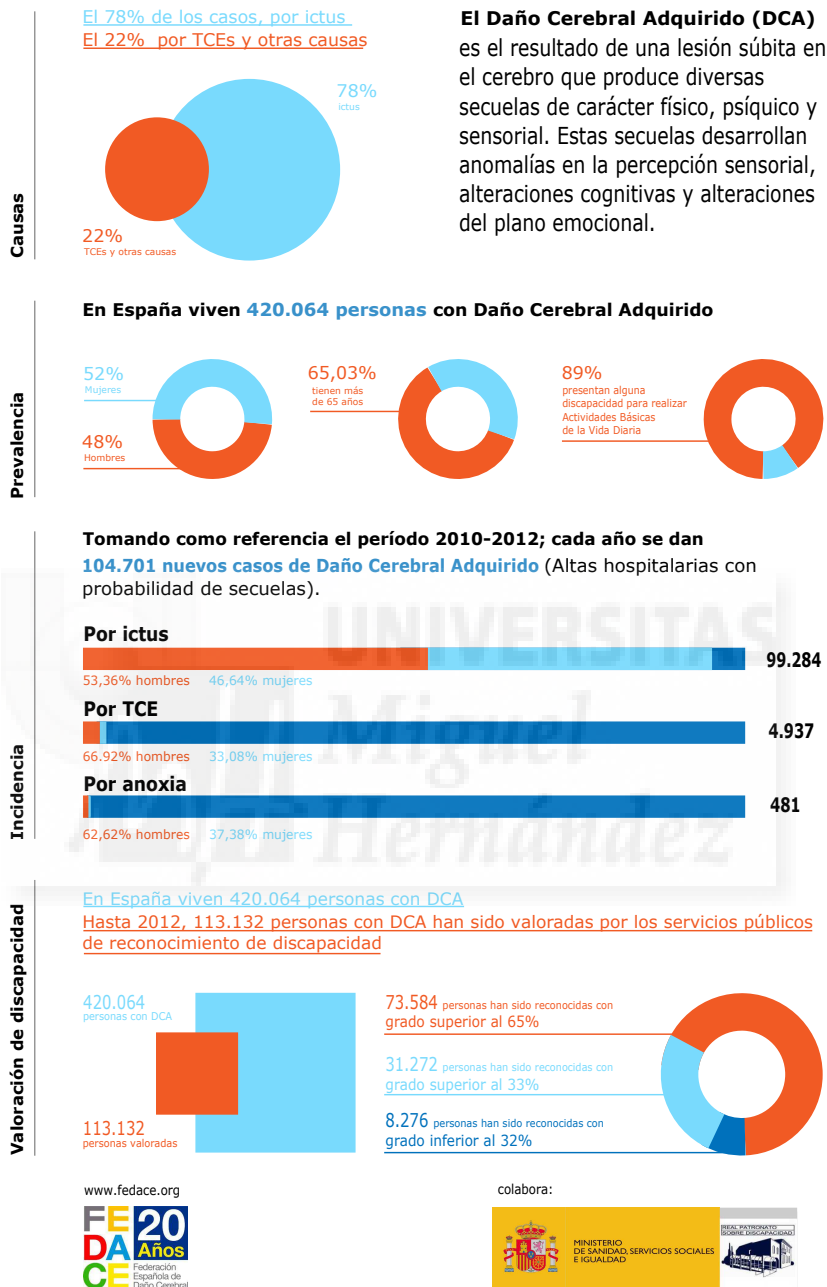 El 78% de los casos, por ictus
El 22% por TCEs y otras causas
78%
ictus
22%
TCEs y otras causas
Causas
El Daño Cerebral Adquirido (DCA)
es el resultado de una lesión súbita en
el cerebro que produce diversas
secuelas de carácter físico, psíquico y
sensorial. Estas secuelas desarrollan
anomalías en la percepción sensorial,
alteraciones cognitivas y alteraciones
del plano emocional.
Prevalencia
En España viven 420.064 personas con Daño Cerebral Adquirido
52%
Mujeres
48%
Hombres
65,03%
tienen más
de 65 años
89%
presentan alguna
discapacidad para realizar
Actividades Básicas
de la Vida Diaria
Incidencia
Tomando como referencia el período 2010-2012; cada año se dan
104.701 nuevos casos de Daño Cerebral Adquirido (Altas hospitalarias con
probabilidad de secuelas).
Por ictus
99.284
53,36% hombres 46,64% mujeres
Por TCE
4.937
66.92% hombres 33,08% mujeres
Por anoxia
481
62,62% hombres 37,38% mujeres
UNIVERSITAS
Miguel
Hernández
Valoración de discapacidad
En España viven 420.064 personas con DCA
Hasta 2012, 113.132 personas con DCA han sido valoradas por los servicios públicos
de reconocimiento de discapacidad
420.064
personas con DCA
113.132
personas valoradas
73.584 personas han sido reconocidas con
grado superior al 65%
31.272 personas han sido reconocidas con
grado superior al 33%
8.276 personas han sido reconocidas con
grado inferior al 32%
www.fedace.org
FEDACE
20
Años
Federación
Española de
Daño Cerebral
colabora:
MINISTERIO
DE SANIDAD, SERVICIOS SOCIALES
E IGUALDAD
REAL PATRONATO
SOBRE DISCAPACIDAD